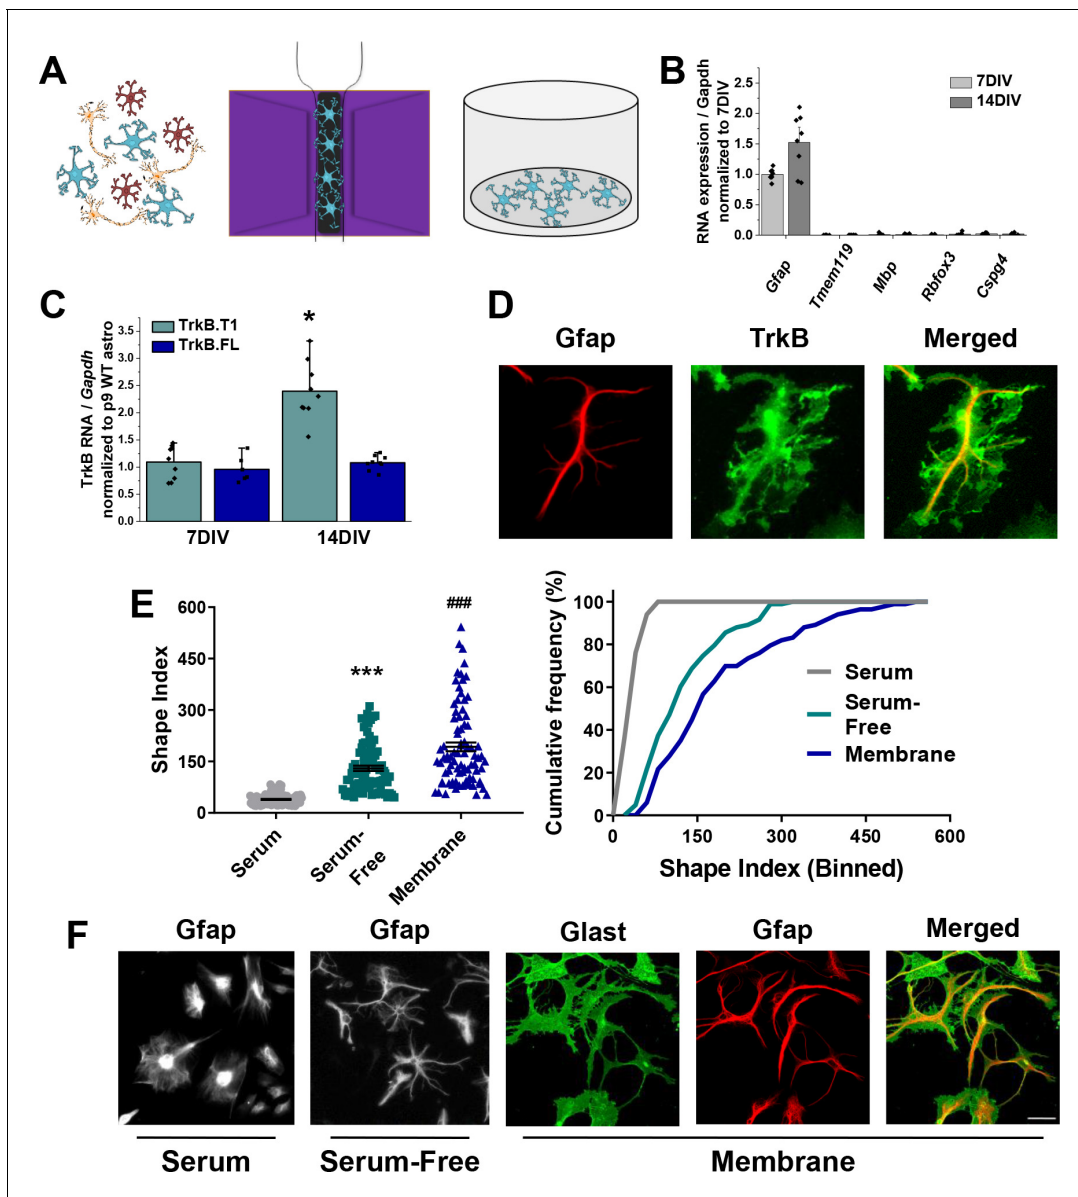 A
B
RNA expression / Gapdh
normalized to 7DIV
2.5
2.0
1.5
1.0
0.5
0.0
7DIV
14DIV
Gfap
Tmem119
Mbp
Rbfox3
Cspg4
C
TrkB RNA / Gapdh
normalized to p9 WT astro
3.5
3.0
2.5
2.0
1.5
1.0
0.5
0.0
TrkB.T1
TrkB.FL
*
7DIV
14DIV
D
Gfap
TrkB
Merged
E
Shape Index
600
450
300
150
0
***
###
Serum
Serum-
Free
Membrane
Cumulative frequency (%)
100
80
60
40
20
0
Serum
Serum-
Free
Membrane
0
150
300
450
600
Shape Index (Binned)
F
Gfap
Gfap
Glast
Gfap
Merged
Serum
Serum-Free
Membrane